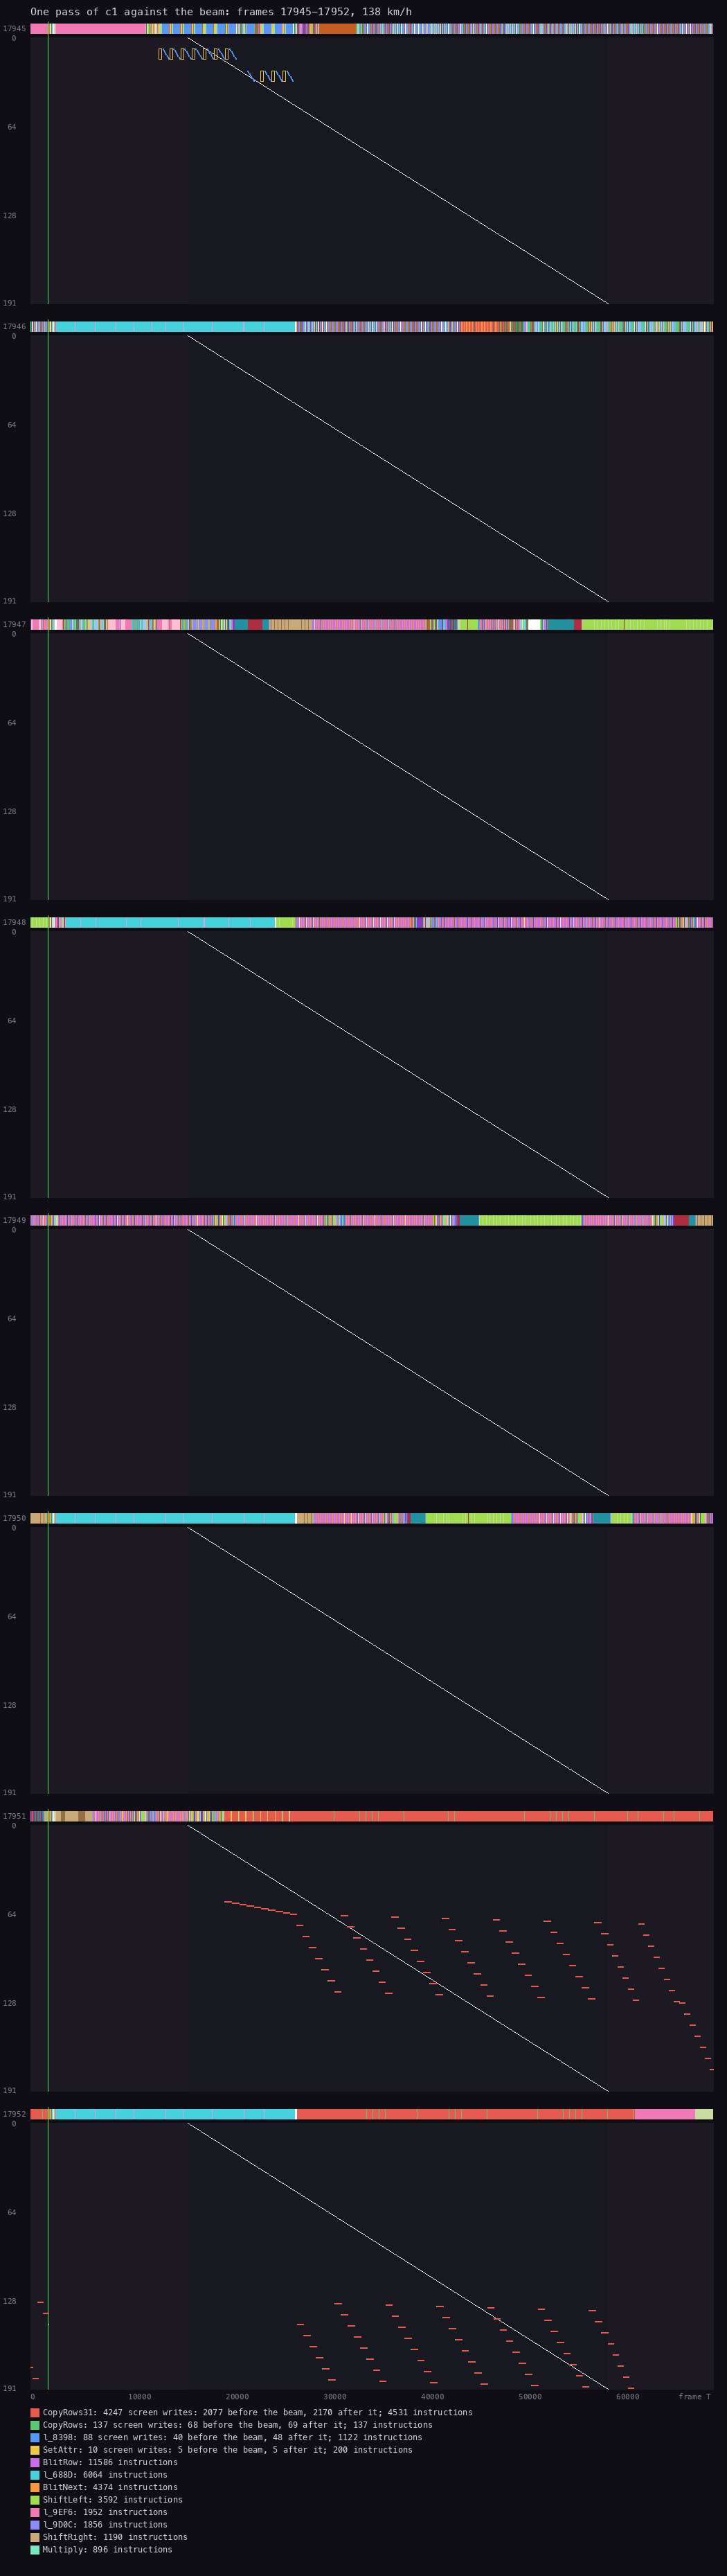 One pass of c1 against the beam: frames 17945–17952, 138 km/h
17945
0
64
128
191
17946
0
64
128
191
17947
0
64
128
191
17948
0
64
128
191
17949
0
64
128
191
17950
0
64
128
191
17951
0
64
128
191
17952
0
64
128
191
0 10000 20000 30000 40000 50000 60000 frame T
CopyRows31: 4247 screen writes: 2077 before the beam, 2170 after it; 4531 instructions
CopyRows: 137 screen writes: 68 before the beam, 69 after it; 137 instructions
l_8398: 88 screen writes: 40 before the beam, 48 after it; 1122 instructions
SetAttr: 10 screen writes: 5 before the beam, 5 after it; 200 instructions
BlitRow: 11586 instructions
l_688D: 6064 instructions
BlitNext: 4374 instructions
ShiftLeft: 3592 instructions
l_9EF6: 1952 instructions
l_9D0C: 1856 instructions
ShiftRight: 1190 instructions
Multiply: 896 instructions